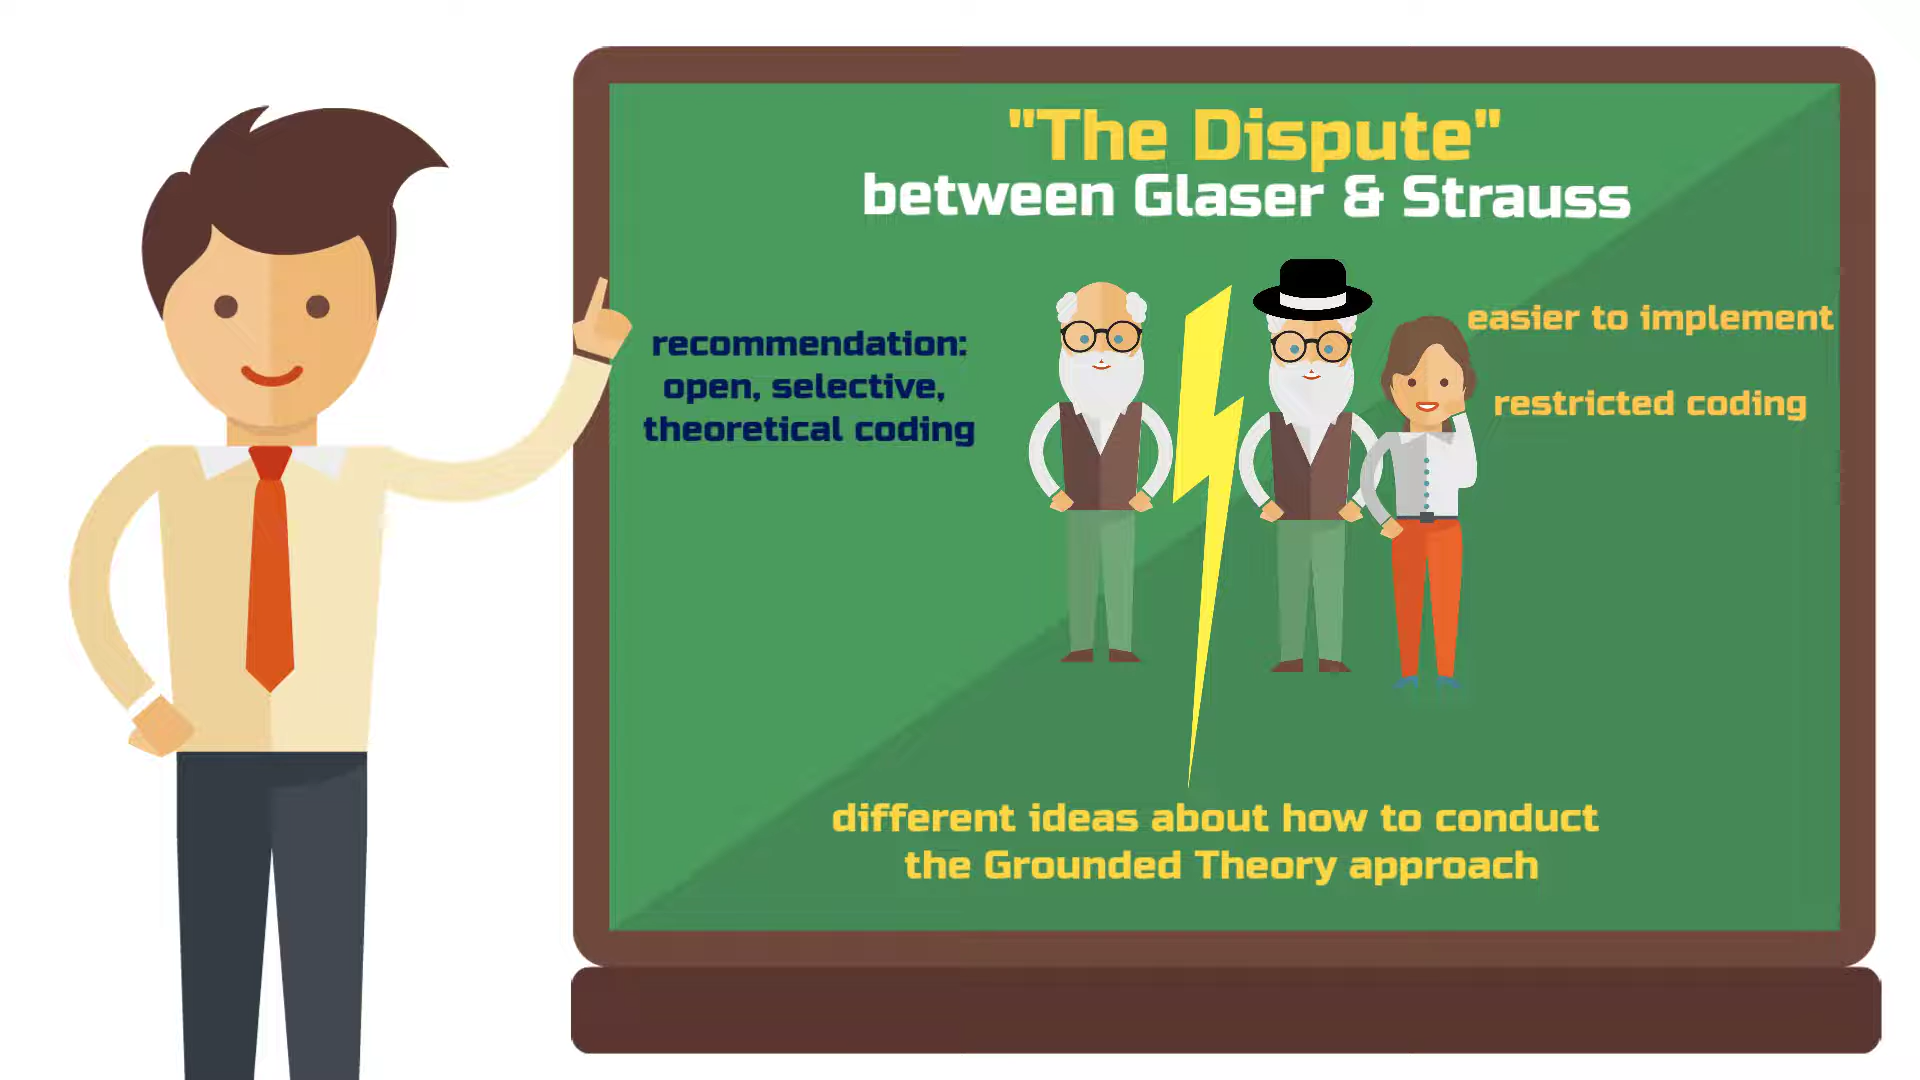 "The Dispute"
between Glaser & Strauss
recommendation:
open, selective,
theoretical coding
easier to implement
restricted coding
different ideas about how to conduct
the Grounded Theory approach